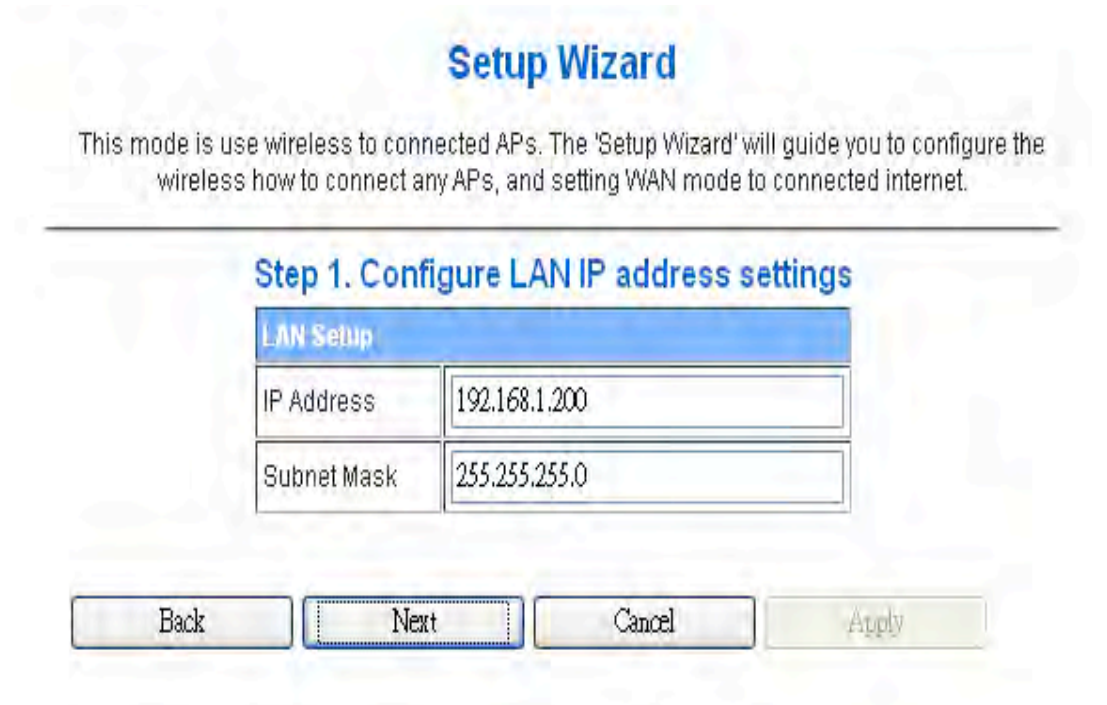 Setup Wizard
This mode is use wireless to connected APs. The 'Setup Wizard' will guide you to configure the
wireless how to connect any APs, and setting WAN mode to connected internet.
Step 1. Configure LAN IP address settings
LAN Setup
IP Address 192.168.1.200
Subnet Mask 255.255.255.0
Back Next Cancel Apply